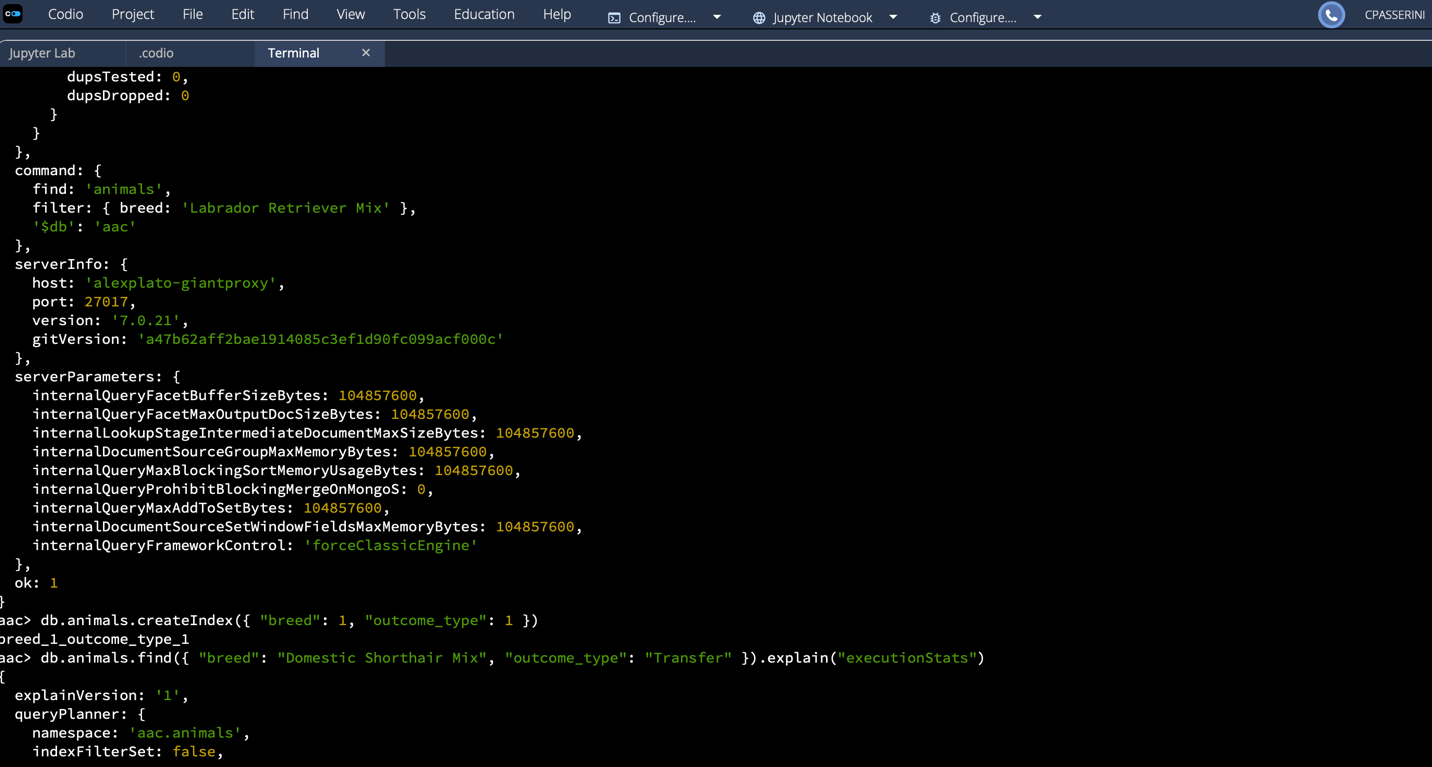 Codio Project File Edit Find View Tools Education Help Configure.... Jupyter Notebook Configure.... CPASSERINI
Jupyter Lab .codio Terminal ×
dupsTested: 0,
dupsDropped: 0
}
}
},
command: {
find: 'animals',
filter: { breed: 'Labrador Retriever Mix' },
'$db': 'aac'
},
serverInfo: {
host: 'alexplato-giantproxy',
port: 27017,
version: '7.0.21',
gitVersion: 'a47b62aff2bae1914085c3ef1d90fc099acf000c'
},
serverParameters: {
internalQueryFacetBufferSizeBytes: 104857600,
internalQueryFacetMaxOutputDocSizeBytes: 104857600,
internalLookupStageIntermediateDocumentMaxSizeBytes: 104857600,
internalDocumentSourceGroupMaxMemoryBytes: 104857600,
internalQueryMaxBlockingSortMemoryUsageBytes: 104857600,
internalQueryProhibitBlockingMergeOnMongoS: 0,
internalQueryMaxAddToSetBytes: 104857600,
internalDocumentSourceSetWindowFieldsMaxMemoryBytes: 104857600,
internalQueryFrameworkControl: 'forceClassicEngine'
},
ok: 1
}
aac> db.animals.createIndex({ "breed": 1, "outcome_type": 1 })
breed_1_outcome_type_1
aac> db.animals.find({ "breed": "Domestic Shorthair Mix", "outcome_type": "Transfer" }).explain("executionStats")
{
explainVersion: '1',
queryPlanner: {
namespace: 'aac.animals',
indexFilterSet: false,